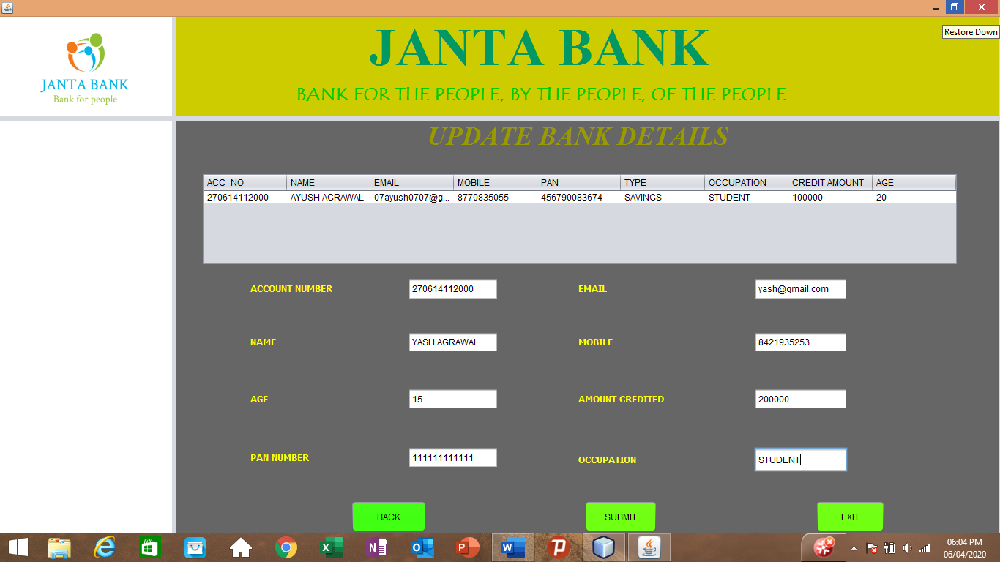 Restore Down
JANTA BANK
Bank for people
JANTA BANK
BANK FOR THE PEOPLE, BY THE PEOPLE, OF THE PEOPLE
UPDATE BANK DETAILS
ACC_NO NAME EMAIL MOBILE PAN TYPE OCCUPATION CREDIT AMOUNT AGE
270614112000 AYUSH AGRAWAL 07ayush0707@g... 8770835055 456790083674 SAVINGS STUDENT 100000 20
ACCOUNT NUMBER 270614112000 EMAIL yash@gmail.com
NAME YASH AGRAWAL MOBILE 8421935253
AGE 15 AMOUNT CREDITED 200000
PAN NUMBER 111111111111 OCCUPATION STUDENT
BACK SUBMIT EXIT
06:04 PM
06/04/2020